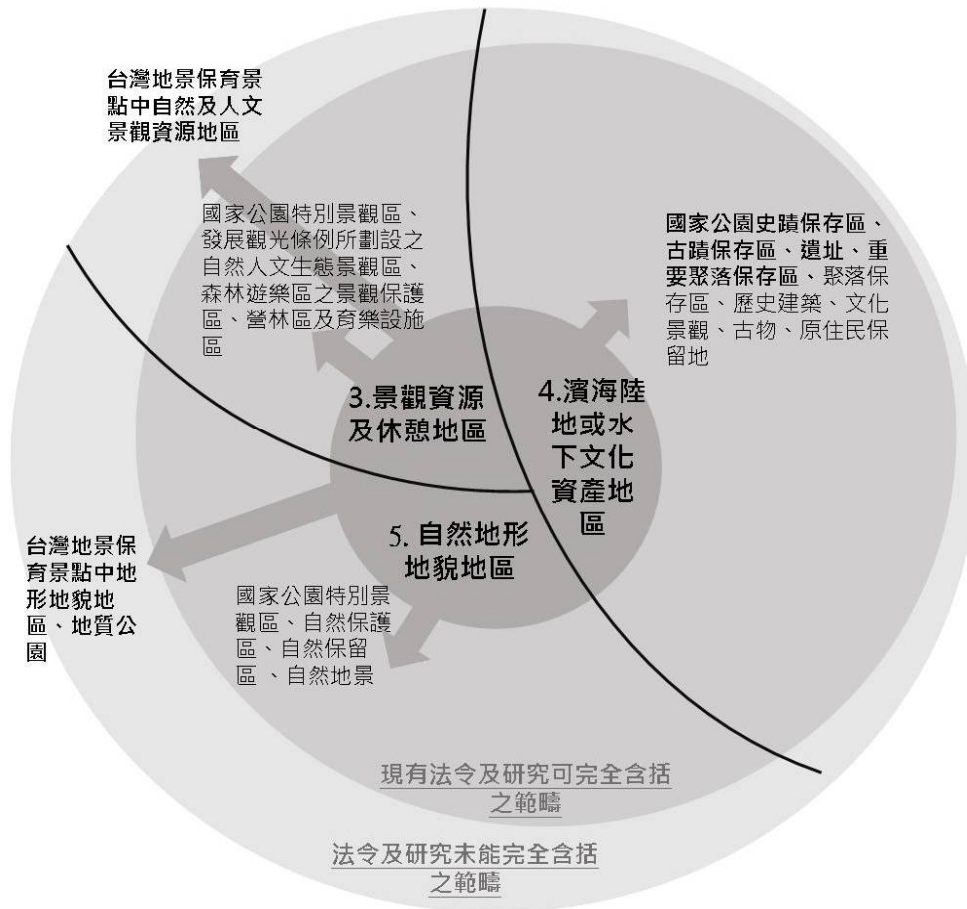 台灣地景保育景
點中自然及人文
景觀資源地區
國家公園特別景觀區、
發展觀光條例所劃設之
自然人文生態景觀區、
森林遊樂區之景觀保護
區、營林區及育樂設施
區
國家公園史蹟保存區、
古蹟保存區、遺址、重
要聚落保存區、聚落保
存區、歷史建築、文化
景觀、古物、原住民保
留地
3.景觀資源
及休憩地區
4.濱海陸
地或水
下文化
資產地
區
5. 自然地形
地貌地區
台灣地景保
育景點中地
形地貌地
區、地質公
園
國家公園特別景
觀區、自然保護
區、自然保留
區 、自然地景
現有法令及研究可完全含括
之範疇
法令及研究未能完全含括
之範疇